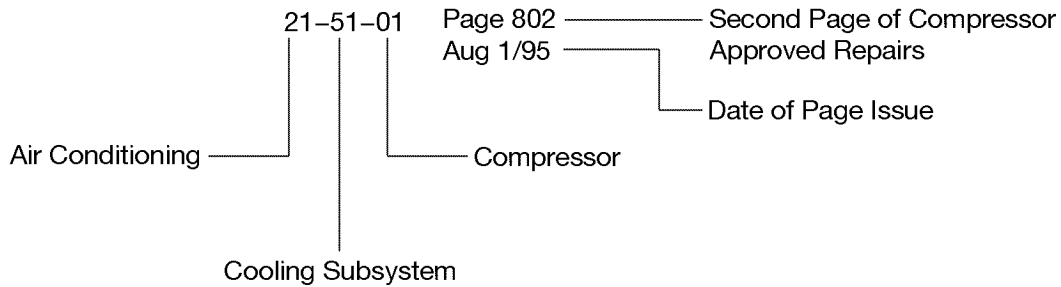 21–51–01
Page 802
Second Page of Compressor
Approved Repairs
Aug 1/95
Date of Page Issue
Air Conditioning
Compressor
Cooling Subsystem